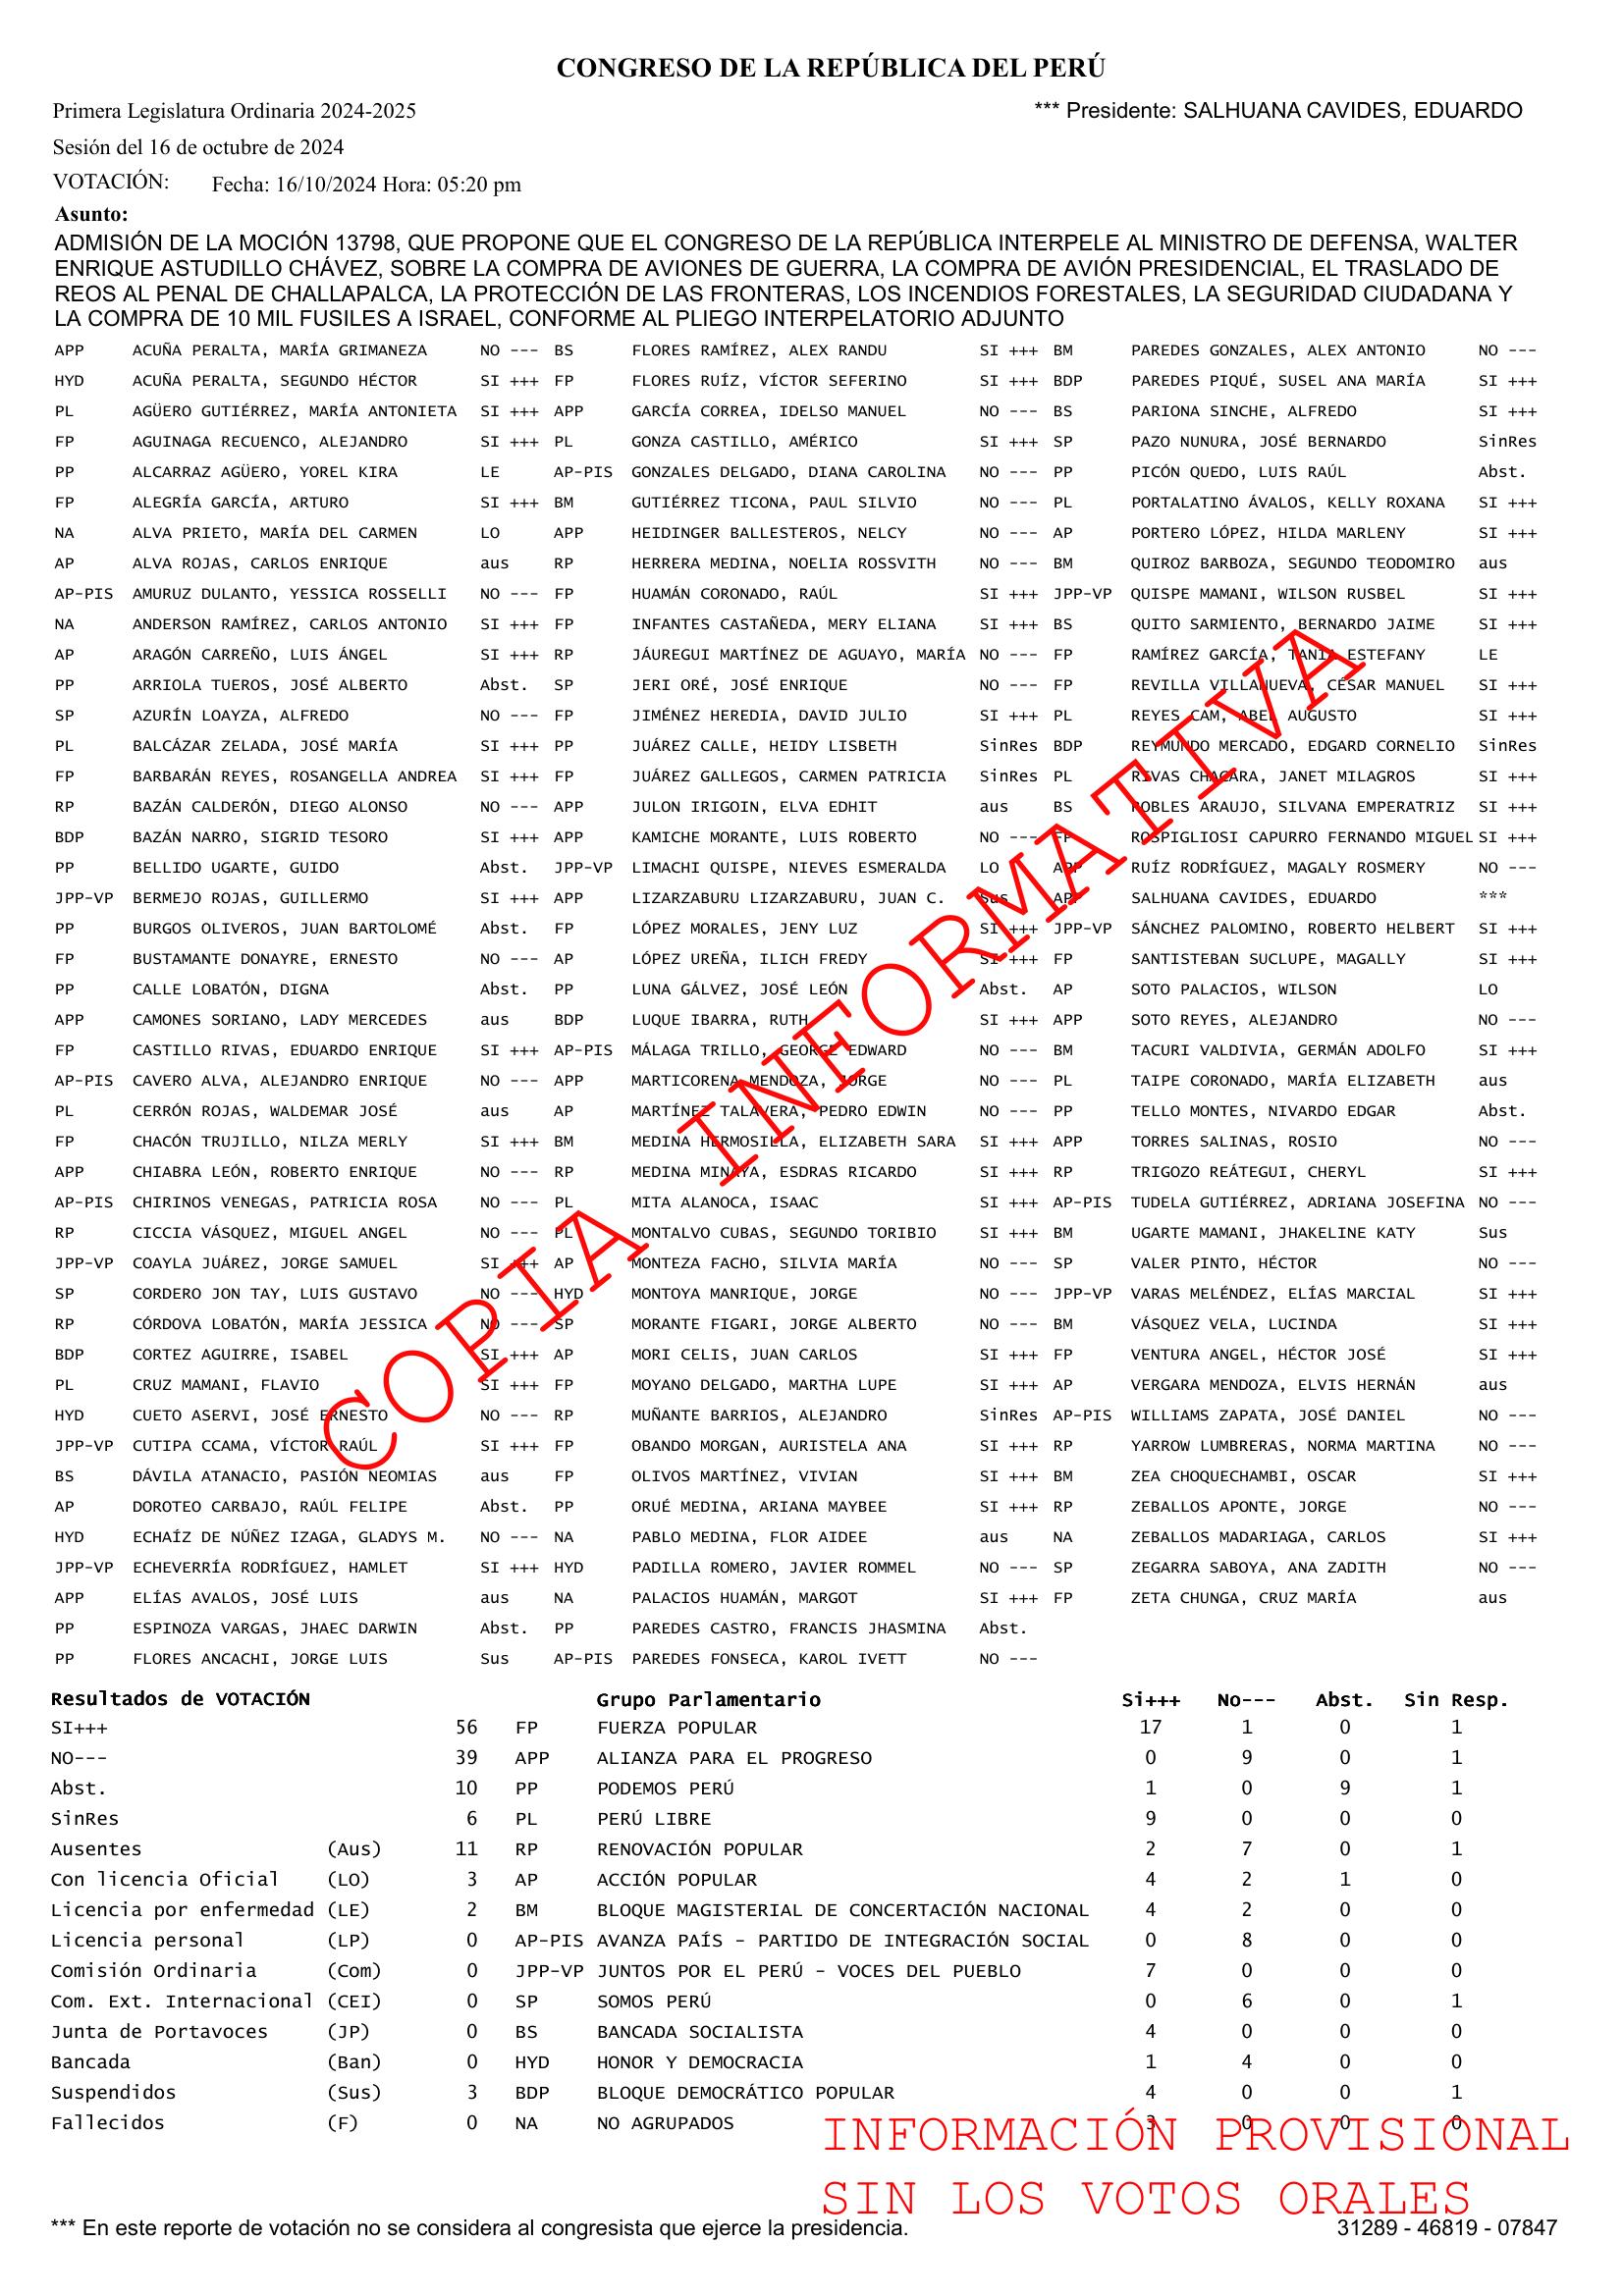 CONGRESO DE LA REPÚBLICA DEL PERÚ
Primera Legislatura Ordinaria 2024-2025 *** Presidente: SALHUANA CAVIDES, EDUARDO
Sesión del 16 de octubre de 2024
VOTACIÓN: Fecha: 16/10/2024 Hora: 05:20 pm
Asunto:
ADMISIÓN DE LA MOCIÓN 13798, QUE PROPONE QUE EL CONGRESO DE LA REPÚBLICA INTERPELE AL MINISTRO DE DEFENSA, WALTER
ENRIQUE ASTUDILLO CHÁVEZ, SOBRE LA COMPRA DE AVIONES DE GUERRA, LA COMPRA DE AVIÓN PRESIDENCIAL, EL TRASLADO DE
REOS AL PENAL DE CHALLAPALCA, LA PROTECCIÓN DE LAS FRONTERAS, LOS INCENDIOS FORESTALES, LA SEGURIDAD CIUDADANA Y
LA COMPRA DE 10 MIL FUSILES A ISRAEL, CONFORME AL PLIEGO INTERPELATORIO ADJUNTO
APP ACUÑA PERALTA, MARÍA GRIMANEZA NO --- BS FLORES RAMÍREZ, ALEX RANDU SI +++ BM PAREDES GONZALES, ALEX ANTONIO NO ---
HYD ACUÑA PERALTA, SEGUNDO HÉCTOR SI +++ FP FLORES RUÍZ, VÍCTOR SEFERINO SI +++ BDP PAREDES PIQUÉ, SUSEL ANA MARÍA SI +++
PL AGÜERO GUTIÉRREZ, MARÍA ANTONIETA SI +++ APP GARCÍA CORREA, IDELSO MANUEL NO --- BS PARIONA SINCHE, ALFREDO SI +++
FP AGUINAGA RECUENCO, ALEJANDRO SI +++ PL GONZA CASTILLO, AMÉRICO SI +++ SP PAZO NUNURA, JOSÉ BERNARDO SinRes
PP ALCARRAZ AGÜERO, YOREL KIRA LE AP-PIS GONZALES DELGADO, DIANA CAROLINA NO --- PP PICÓN QUEDO, LUIS RAÚL Abst.
FP ALEGRÍA GARCÍA, ARTURO SI +++ BM GUTIÉRREZ TICONA, PAUL SILVIO NO --- PL PORTALATINO ÁVALOS, KELLY ROXANA SI +++
NA ALVA PRIETO, MARÍA DEL CARMEN LO APP HEIDINGER BALLESTEROS, NELCY NO --- AP PORTERO LÓPEZ, HILDA MARLENY SI +++
AP ALVA ROJAS, CARLOS ENRIQUE aus RP HERRERA MEDINA, NOELIA ROSSVITH NO --- BM QUIROZ BARBOZA, SEGUNDO TEODOMIRO aus
AP-PIS AMURUZ DULANTO, YESSICA ROSSELLI NO --- FP HUAMÁN CORONADO, RAÚL SI +++ JPP-VP QUISPE MAMANI, WILSON RUSBEL SI +++
NA ANDERSON RAMÍREZ, CARLOS ANTONIO SI +++ FP INFANTES CASTAÑEDA, MERY ELIANA SI +++ BS QUITO SARMIENTO, BERNARDO JAIME SI +++
AP ARAGÓN CARREÑO, LUIS ÁNGEL SI +++ RP JÁUREGUI MARTÍNEZ DE AGUAYO, MARÍA NO --- FP RAMÍREZ GARCÍA, TANIA ESTEFANY LE
PP ARRIOLA TUEROS, JOSÉ ALBERTO Abst. SP JERI ORÉ, JOSÉ ENRIQUE NO --- FP REVILLA VILLANUEVA, CÉSAR MANUEL SI +++
SP AZURÍN LOAYZA, ALFREDO NO --- FP JIMÉNEZ HEREDIA, DAVID JULIO SI +++ PL REYES CAM, ABEL AUGUSTO SI +++
PL BALCÁZAR ZELADA, JOSÉ MARÍA SI +++ PP JUÁREZ CALLE, HEIDY LISBETH SinRes BDP REYMUNDO MERCADO, EDGARD CORNELIO SinRes
FP BARBARÁN REYES, ROSANGELLA ANDREA SI +++ FP JUÁREZ GALLEGOS, CARMEN PATRICIA SinRes PL RIVAS CHACARA, JANET MILAGROS SI +++
RP BAZÁN CALDERÓN, DIEGO ALONSO NO --- APP JULON IRIGOIN, ELVA EDHIT aus BS ROBLES ARAUJO, SILVANA EMPERATRIZ SI +++
BDP BAZÁN NARRO, SIGRID TESORO SI +++ APP KAMICHE MORANTE, LUIS ROBERTO NO --- FP ROSPIGLIOSI CAPURRO FERNANDO MIGUEL SI +++
PP BELLIDO UGARTE, GUIDO Abst. JPP-VP LIMACHI QUISPE, NIEVES ESMERALDA LO APP RUÍZ RODRÍGUEZ, MAGALY ROSMERY NO ---
JPP-VP BERMEJO ROJAS, GUILLERMO SI +++ APP LIZARZABURU LIZARZABURU, JUAN C. Sus APP SALHUANA CAVIDES, EDUARDO ***
PP BURGOS OLIVEROS, JUAN BARTOLOMÉ Abst. FP LÓPEZ MORALES, JENY LUZ SI +++ JPP-VP SÁNCHEZ PALOMINO, ROBERTO HELBERT SI +++
FP BUSTAMANTE DONAYRE, ERNESTO NO --- AP LÓPEZ UREÑA, ILICH FREDY SI +++ FP SANTISTEBAN SUCLUPE, MAGALLY SI +++
PP CALLE LOBATÓN, DIGNA Abst. PP LUNA GÁLVEZ, JOSÉ LEÓN Abst. AP SOTO PALACIOS, WILSON LO
APP CAMONES SORIANO, LADY MERCEDES aus BDP LUQUE IBARRA, RUTH SI +++ APP SOTO REYES, ALEJANDRO NO ---
FP CASTILLO RIVAS, EDUARDO ENRIQUE SI +++ AP-PIS MÁLAGA TRILLO, GEORGE EDWARD NO --- BM TACURI VALDIVIA, GERMÁN ADOLFO SI +++
AP-PIS CAVERO ALVA, ALEJANDRO ENRIQUE NO --- APP MARTICORENA MENDOZA, JORGE NO --- PL TAIPE CORONADO, MARÍA ELIZABETH aus
PL CERRÓN ROJAS, WALDEMAR JOSÉ aus AP MARTÍNEZ TALAVERA, PEDRO EDWIN NO --- PP TELLO MONTES, NIVARDO EDGAR Abst.
FP CHACÓN TRUJILLO, NILZA MERLY SI +++ BM MEDINA HERMOSILLA, ELIZABETH SARA SI +++ APP TORRES SALINAS, ROSIO NO ---
APP CHIABRA LEÓN, ROBERTO ENRIQUE NO --- RP MEDINA MINAYA, ESDRAS RICARDO SI +++ RP TRIGOZO REÁTEGUI, CHERYL SI +++
AP-PIS CHIRINOS VENEGAS, PATRICIA ROSA NO --- PL MITA ALANOCA, ISAAC SI +++ AP-PIS TUDELA GUTIÉRREZ, ADRIANA JOSEFINA NO ---
RP CICCIA VÁSQUEZ, MIGUEL ANGEL NO --- PL MONTALVO CUBAS, SEGUNDO TORIBIO SI +++ BM UGARTE MAMANI, JHAKELINE KATY Sus
JPP-VP COAYLA JUÁREZ, JORGE SAMUEL SI +++ AP MONTEZA FACHO, SILVIA MARÍA NO --- SP VALER PINTO, HÉCTOR NO ---
SP CORDERO JON TAY, LUIS GUSTAVO NO --- HYD MONTOYA MANRIQUE, JORGE NO --- JPP-VP VARAS MELÉNDEZ, ELÍAS MARCIAL SI +++
RP CÓRDOVA LOBATÓN, MARÍA JESSICA NO --- SP MORANTE FIGARI, JORGE ALBERTO NO --- BM VÁSQUEZ VELA, LUCINDA SI +++
BDP CORTEZ AGUIRRE, ISABEL SI +++ AP MORI CELIS, JUAN CARLOS SI +++ FP VENTURA ANGEL, HÉCTOR JOSÉ SI +++
PL CRUZ MAMANI, FLAVIO SI +++ FP MOYANO DELGADO, MARTHA LUPE SI +++ AP VERGARA MENDOZA, ELVIS HERNÁN aus
HYD CUETO ASERVI, JOSÉ ERNESTO NO --- RP MUÑANTE BARRIOS, ALEJANDRO SinRes AP-PIS WILLIAMS ZAPATA, JOSÉ DANIEL NO ---
JPP-VP CUTIPA CCAMA, VÍCTOR RAÚL SI +++ FP OBANDO MORGAN, AURISTELA ANA SI +++ RP YARROW LUMBRERAS, NORMA MARTINA NO ---
BS DÁVILA ATANACIO, PASIÓN NEOMIAS aus FP OLIVOS MARTÍNEZ, VIVIAN SI +++ BM ZEA CHOQUECHAMBI, OSCAR SI +++
AP DOROTEO CARBAJO, RAÚL FELIPE Abst. PP ORUÉ MEDINA, ARIANA MAYBEE SI +++ RP ZEBALLOS APONTE, JORGE NO ---
HYD ECHAÍZ DE NÚÑEZ IZAGA, GLADYS M. NO --- NA PABLO MEDINA, FLOR AIDEE aus NA ZEBALLOS MADARIAGA, CARLOS SI +++
JPP-VP ECHEVERRÍA RODRÍGUEZ, HAMLET SI +++ HYD PADILLA ROMERO, JAVIER ROMMEL NO --- SP ZEGARRA SABOYA, ANA ZADITH NO ---
APP ELÍAS AVALOS, JOSÉ LUIS aus NA PALACIOS HUAMÁN, MARGOT SI +++ FP ZETA CHUNGA, CRUZ MARÍA aus
PP ESPINOZA VARGAS, JHAEC DARWIN Abst. PP PAREDES CASTRO, FRANCIS JHASMINA Abst.
PP FLORES ANCACHI, JORGE LUIS Sus AP-PIS PAREDES FONSECA, KAROL IVETT NO ---
COPIA INFORMATIVA
Resultados de VOTACIÓN Grupo Parlamentario Si+++ No--- Abst. Sin Resp.
SI+++ 56 FP FUERZA POPULAR 17 1 0 1
NO--- 39 APP ALIANZA PARA EL PROGRESO 0 9 0 1
Abst. 10 PP PODEMOS PERÚ 1 0 9 1
SinRes 6 PL PERÚ LIBRE 9 0 0 0
Ausentes (Aus) 11 RP RENOVACIÓN POPULAR 2 7 0 1
Con licencia Oficial (LO) 3 AP ACCIÓN POPULAR 4 2 1 0
Licencia por enfermedad (LE) 2 BM BLOQUE MAGISTERIAL DE CONCERTACIÓN NACIONAL 4 2 0 0
Licencia personal (LP) 0 AP-PIS AVANZA PAÍS - PARTIDO DE INTEGRACIÓN SOCIAL 0 8 0 0
Comisión Ordinaria (Com) 0 JPP-VP JUNTOS POR EL PERÚ - VOCES DEL PUEBLO 7 0 0 0
Com. Ext. Internacional (CEI) 0 SP SOMOS PERÚ 0 6 0 1
Junta de Portavoces (JP) 0 BS BANCADA SOCIALISTA 4 0 0 0
Bancada (Ban) 0 HYD HONOR Y DEMOCRACIA 1 4 0 0
Suspendidos (Sus) 3 BDP BLOQUE DEMOCRÁTICO POPULAR 4 0 0 1
Fallecidos (F) 0 NA NO AGRUPADOS 3 0 0 0
INFORMACIÓN PROVISIONAL
SIN LOS VOTOS ORALES
*** En este reporte de votación no se considera al congresista que ejerce la presidencia. 31289 - 46819 - 07847